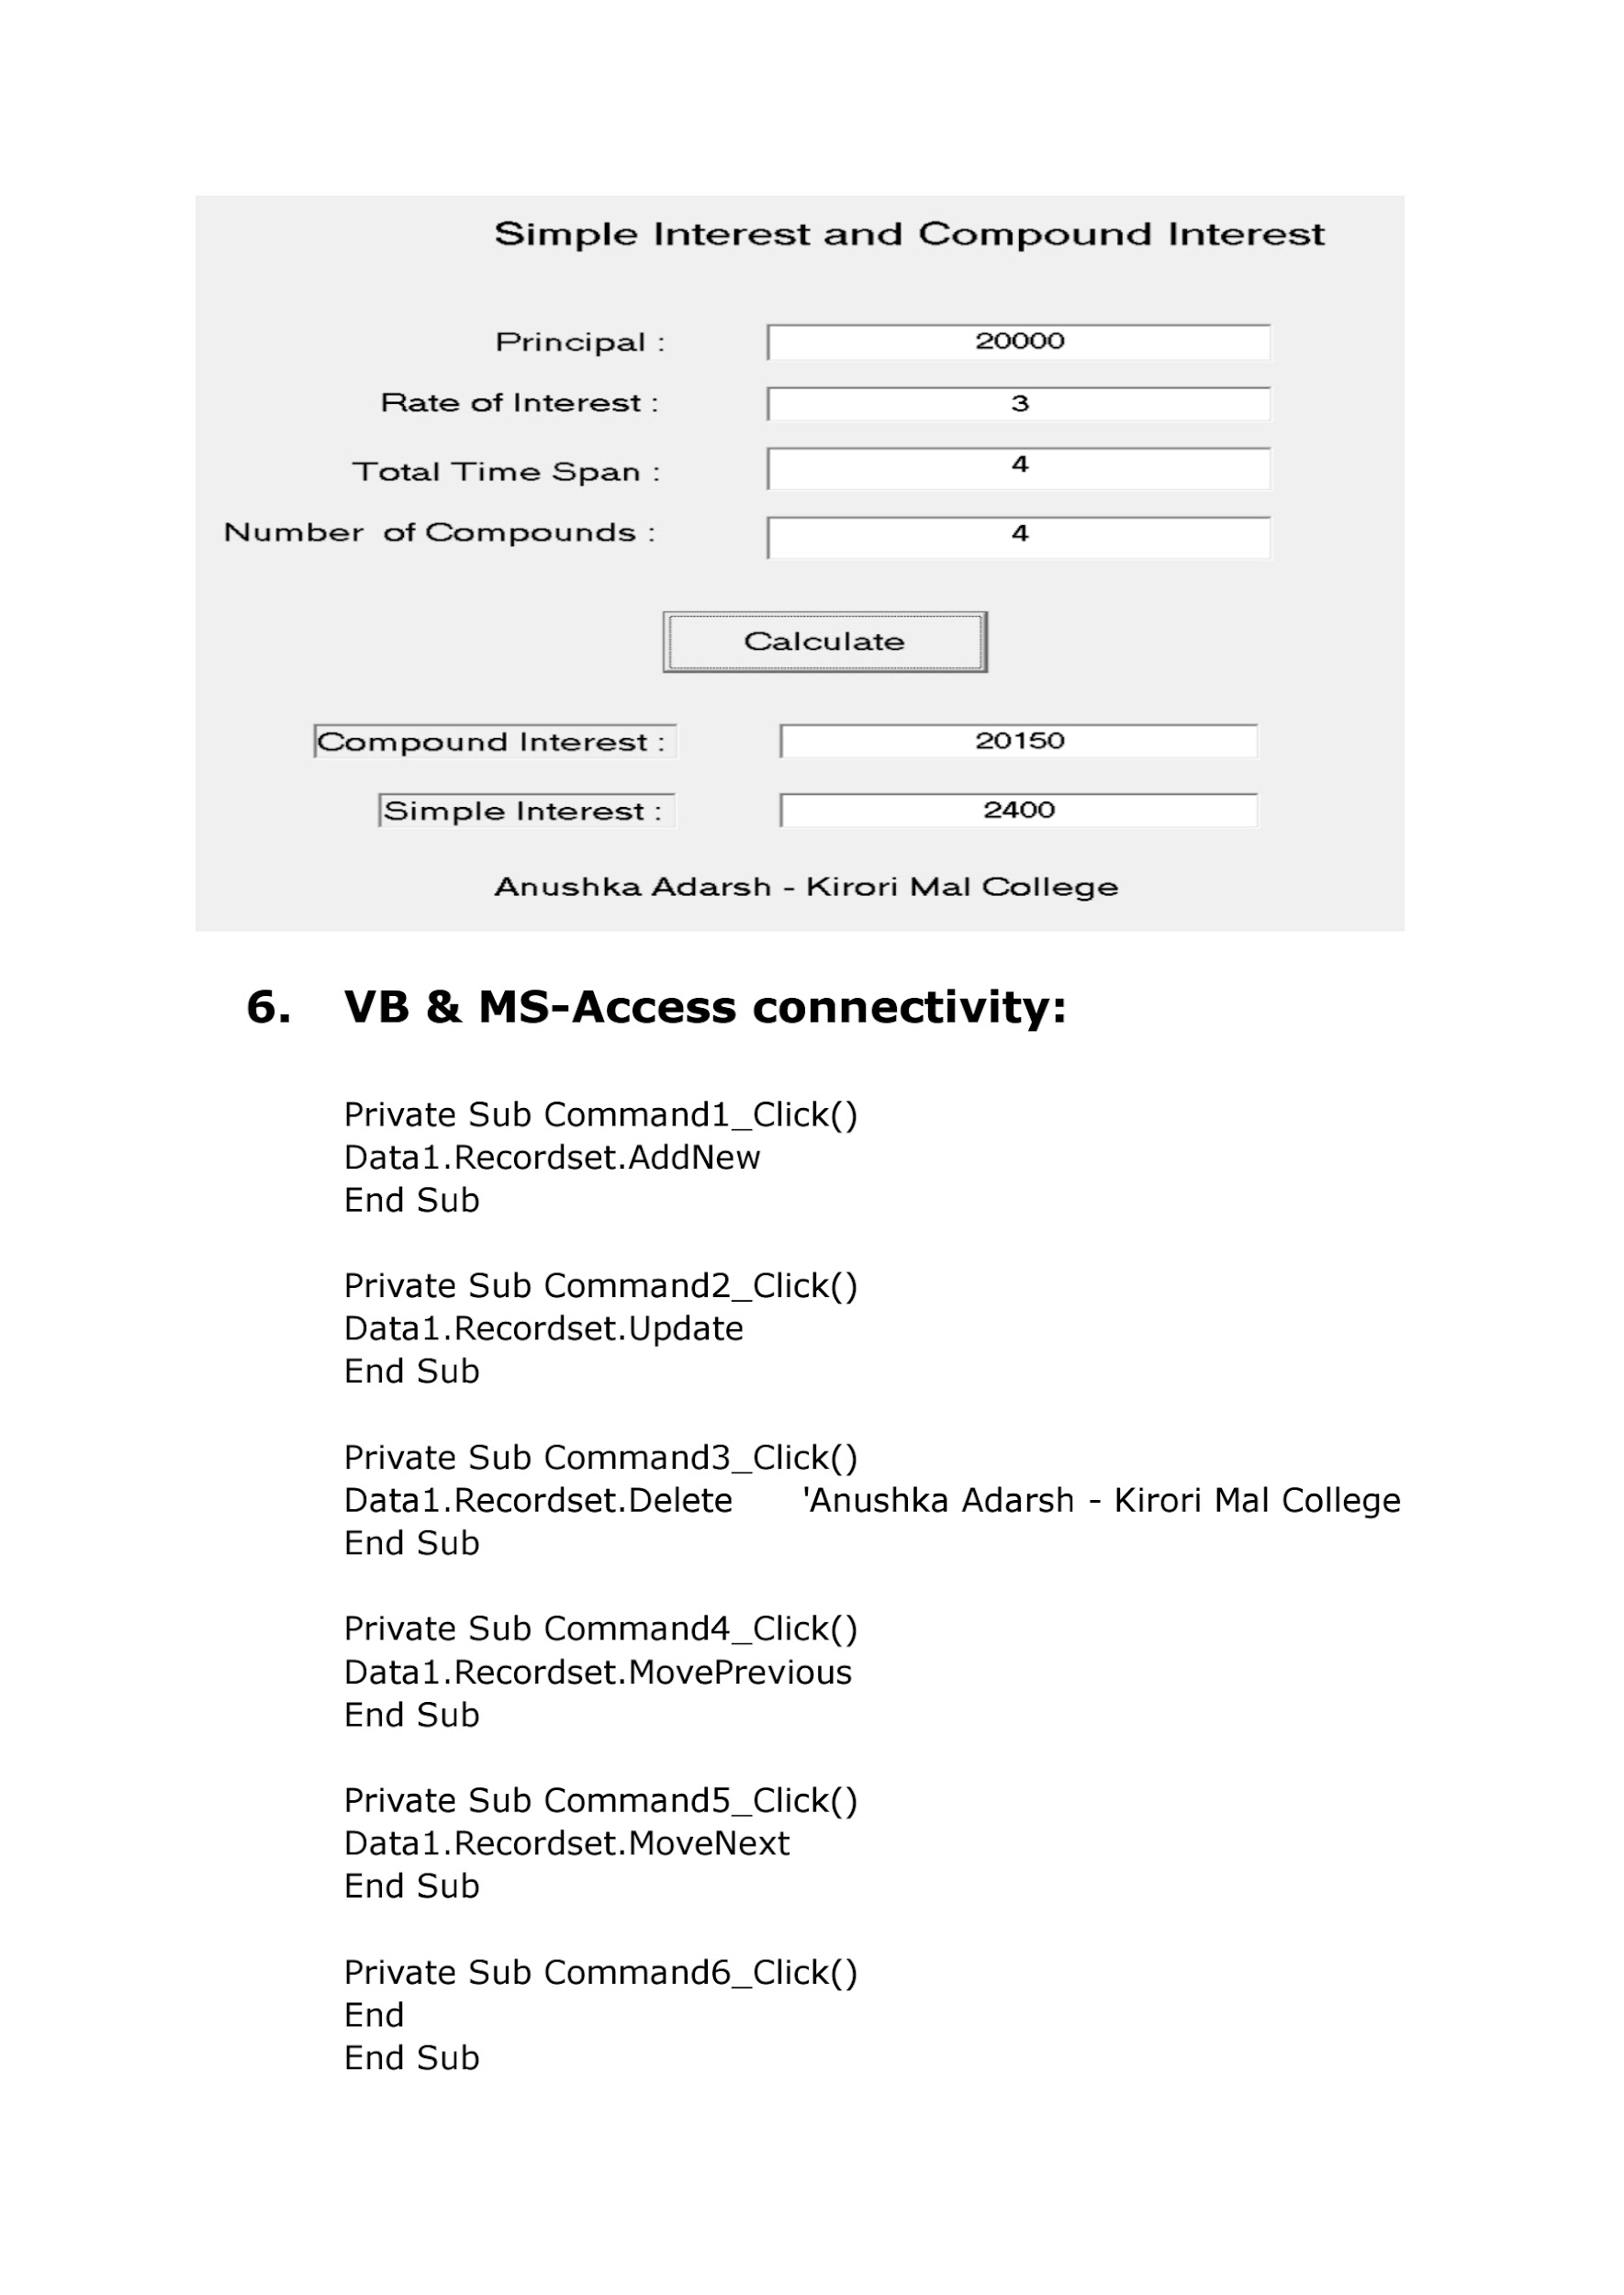 Simple Interest and Compound Interest
Principal : 20000
Rate of Interest : 3
Total Time Span : 4
Number of Compounds : 4
Calculate
Compound Interest : 20150
Simple Interest : 2400
Anushka Adarsh - Kirori Mal College
6. VB & MS-Access connectivity:
Private Sub Command1_Click()
Data1.Recordset.AddNew
End Sub
Private Sub Command2_Click()
Data1.Recordset.Update
End Sub
Private Sub Command3_Click()
Data1.Recordset.Delete 'Anushka Adarsh - Kirori Mal College
End Sub
Private Sub Command4_Click()
Data1.Recordset.MovePrevious
End Sub
Private Sub Command5_Click()
Data1.Recordset.MoveNext
End Sub
Private Sub Command6_Click()
End
End Sub